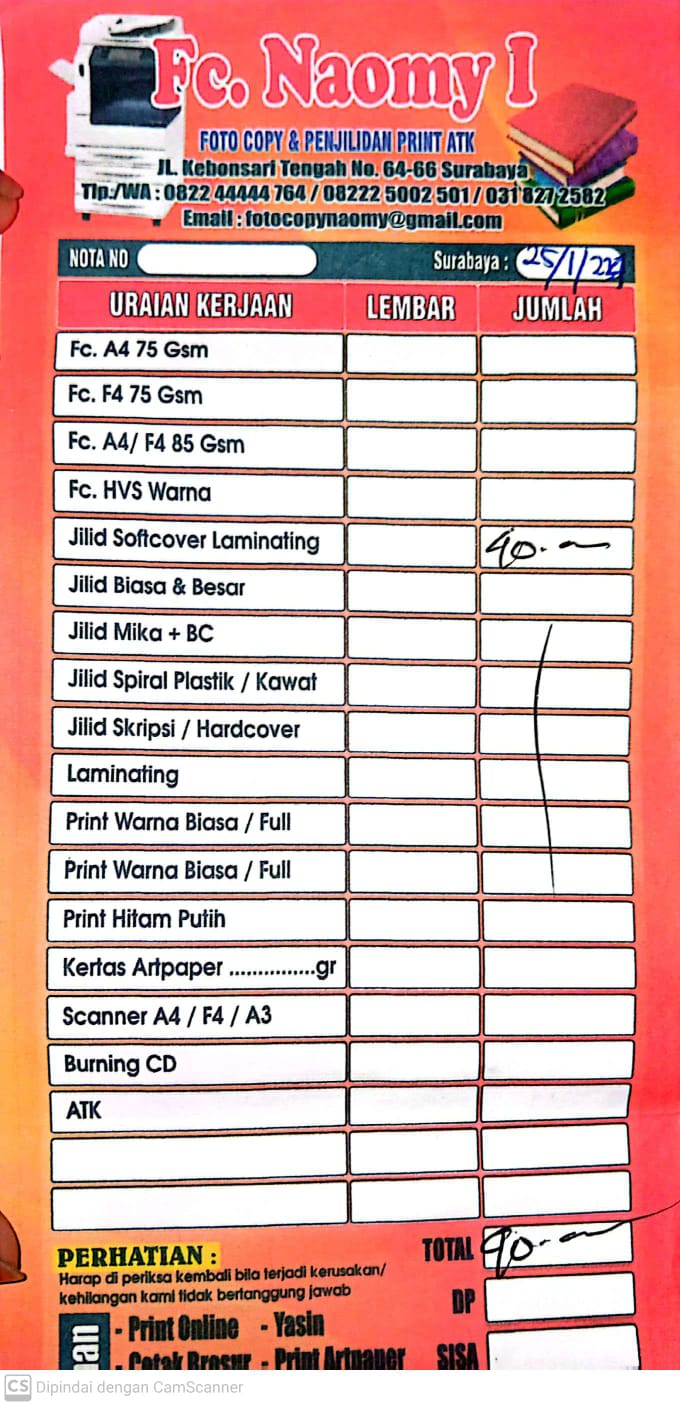 Fc. Naomy I
FOTO COPY & PENJILIDAN PRINT ATK
JL. Kebonsari Tengah No. 64-66 Surabaya
Tlp./WA : 0822 44444 764 / 08222 5002 501 / 031 827 2582
Email : fotocopynaomy@gmail.com
NOTA NO Surabaya : 25/1/
URAIAN KERJAAN LEMBAR JUMLAH
Fc. A4 75 Gsm
Fc. F4 75 Gsm
Fc. A4/ F4 85 Gsm
Fc. HVS Warna
Jilid Softcover Laminating 90.-
Jilid Biasa & Besar
Jilid Mika + BC
Jilid Spiral Plastik / Kawat
Jilid Skripsi / Hardcover
Laminating
Print Warna Biasa / Full
Print Warna Biasa / Full
Print Hitam Putih
Kertas Artpaper ...............gr
Scanner A4 / F4 / A3
Burning CD
ATK
PERHATIAN :
Harap di periksa kembali bila terjadi kerusakan/
kehilangan kami tidak bertanggung jawab
TOTAL 90.-
DP
SISA
- Print Online - Yasin
- Cetak Brosur - Print Artpaper
CS Dipindai dengan CamScanner